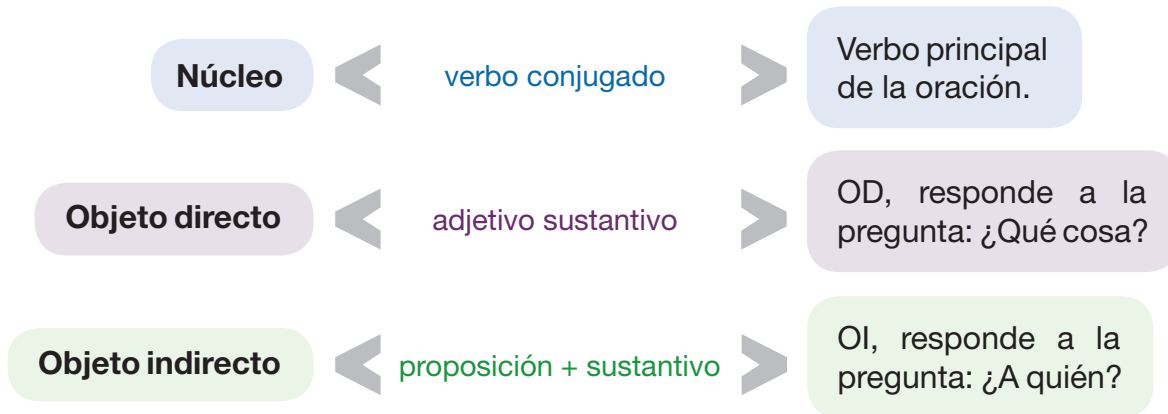 Núcleo
verbo conjugado
Verbo principal
de la oración.
Objeto directo
adjetivo sustantivo
OD, responde a la
pregunta: ¿Qué cosa?
Objeto indirecto
proposición + sustantivo
OI, responde a la
pregunta: ¿A quién?